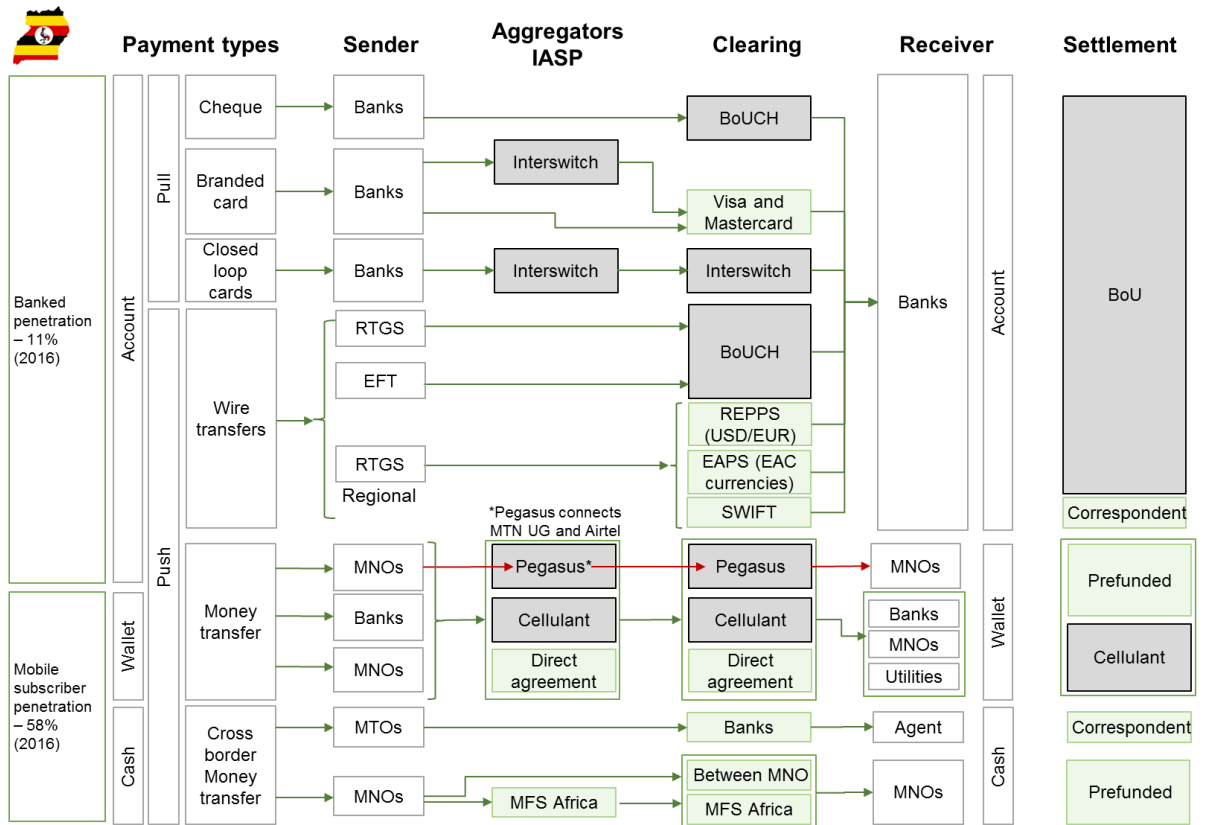 Payment types
Sender
Aggregators
IASP
Clearing
Receiver
Settlement
Banked
penetration
– 11%
(2016)
Mobile
subscriber
penetration
– 58%
(2016)
Account
Wallet
Cash
Pull
Push
Cheque
Banks
BoUCH
Branded
card
Banks
Interswitch
Visa and
Mastercard
Closed
loop
cards
Banks
Interswitch
Interswitch
Banks
Account
BoU
Wire
transfers
RTGS
EFT
BoUCH
RTGS
Regional
REPPS
(USD/EUR)
EAPS (EAC
currencies)
SWIFT
Correspondent
*Pegasus connects
MTN UG and Airtel
Money
transfer
MNOs
Banks
MNOs
Pegasus*
Cellulant
Direct
agreement
Pegasus
Cellulant
Direct
agreement
MNOs
Banks
MNOs
Utilities
Wallet
Prefunded
Cellulant
Cross
border
Money
transfer
MTOs
Banks
Agent
Cash
Correspondent
MNOs
MFS Africa
Between MNO
MFS Africa
MNOs
Prefunded